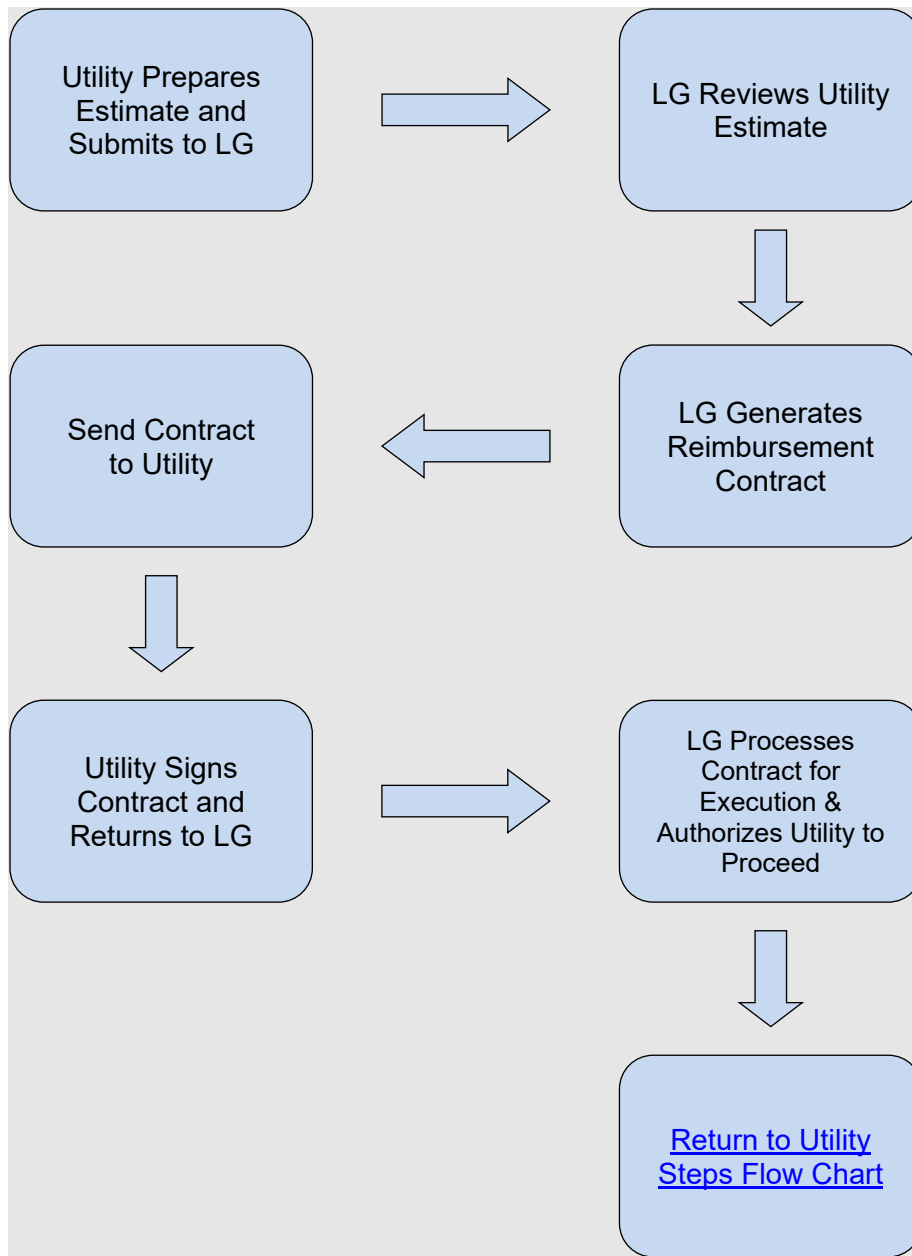 Utility Prepares
Estimate and
Submits to LG
LG Reviews Utility
Estimate
LG Generates
Reimbursement
Contract
Send Contract
to Utility
Utility Signs
Contract and
Returns to LG
LG Processes
Contract for
Execution &
Authorizes Utility to
Proceed
Return to Utility
Steps Flow Chart